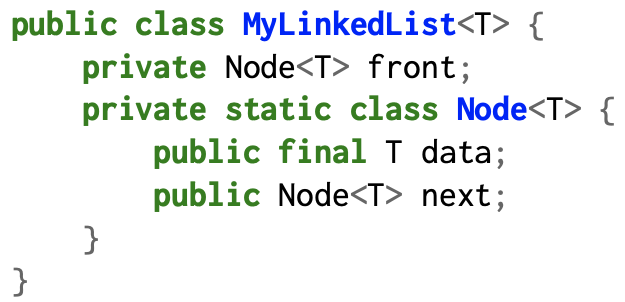 public class MyLinkedList<T> {
    private Node<T> front;
    private static class Node<T> {
        public final T data;
        public Node<T> next;
    }
}